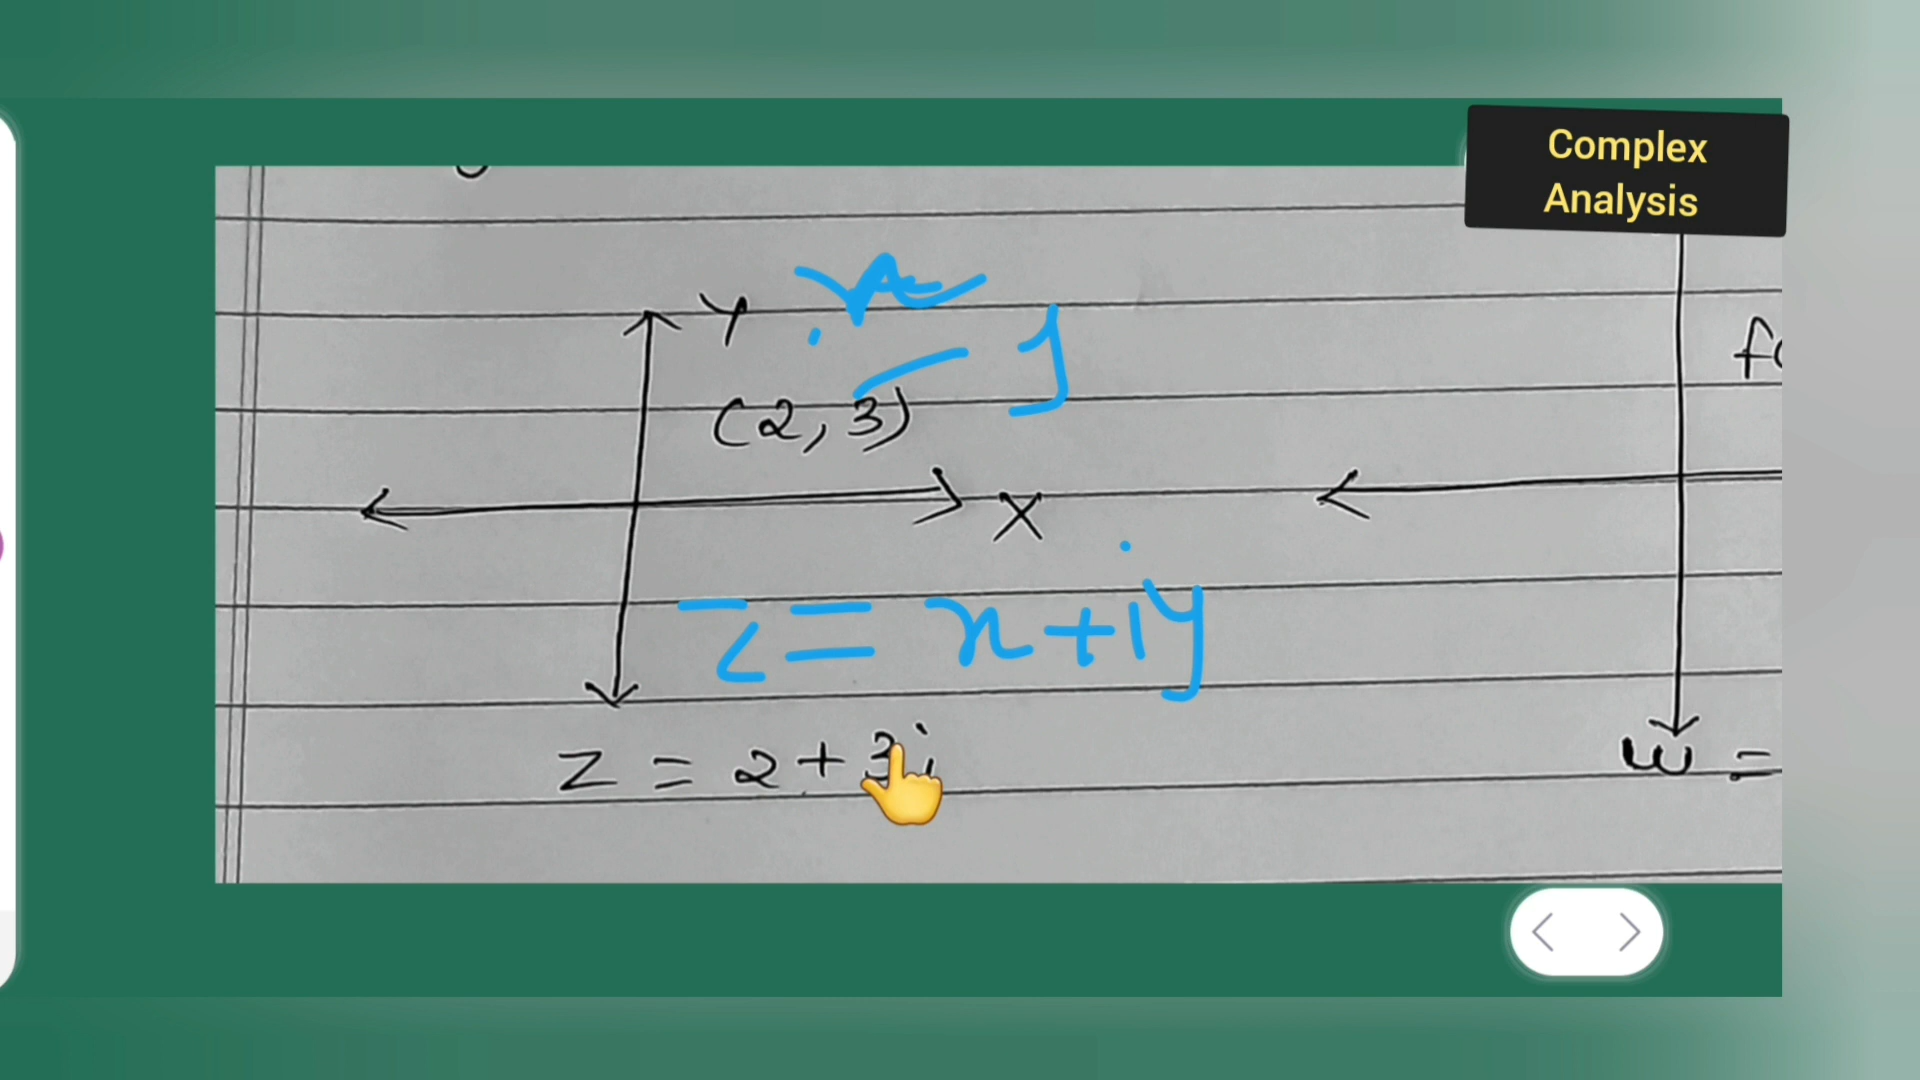 Complex
Analysis
Y
(2, 3)
y
X
z = x + iy
z = 2 + 3i
w =